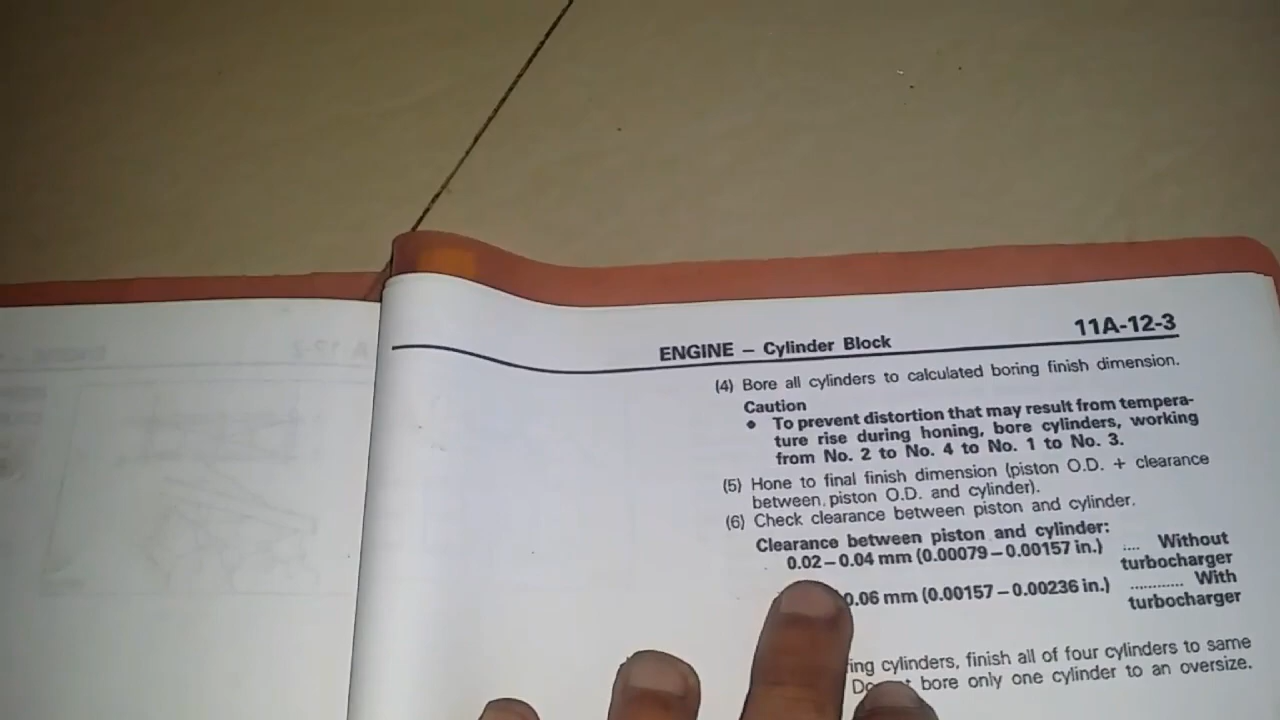 11A-12-3
ENGINE – Cylinder Block
(4) Bore all cylinders to calculated boring finish dimension.
Caution
● To prevent distortion that may result from tempera-
ture rise during honing, bore cylinders, working
from No. 2 to No. 4 to No. 1 to No. 3.
(5) Hone to final finish dimension (piston O.D. + clearance
between piston O.D. and cylinder).
(6) Check clearance between piston and cylinder.
Clearance between piston and cylinder:
0.02 – 0.04 mm (0.00079 – 0.00157 in.) .... Without
turbocharger
0.06 mm (0.00157 – 0.00236 in.) ............ With
turbocharger
cylinders, finish all of four cylinders to same
bore only one cylinder to an oversize.